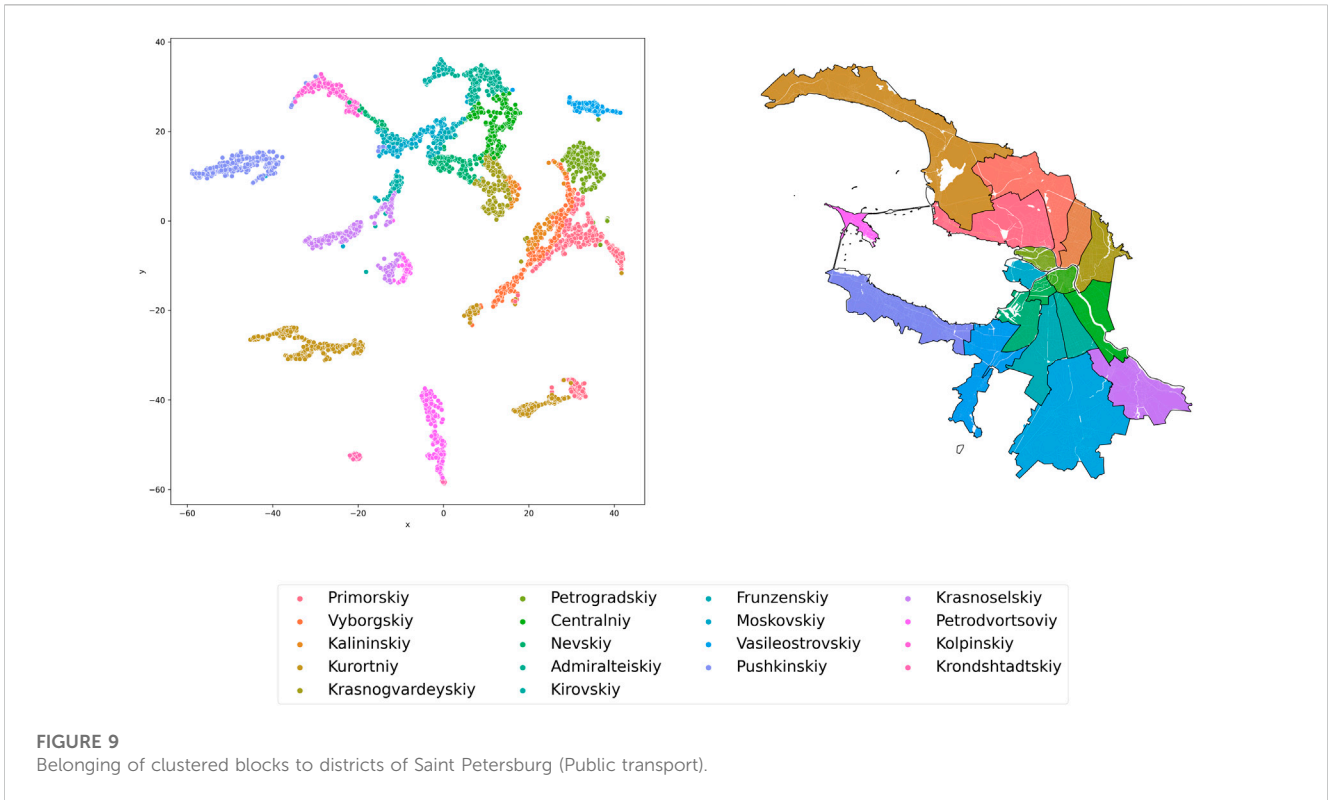 40
20
0
−20
−40
−60
y
−60 −40 −20 0 20 40
x
Primorskiy
Vyborgskiy
Kalininskiy
Kurortniy
Krasnogvardeyskiy
Petrogradskiy
Centralniy
Nevskiy
Admiralteiskiy
Kirovskiy
Frunzenskiy
Moskovskiy
Vasileostrovskiy
Pushkinskiy
Krasnoselskiy
Petrodvortsoviy
Kolpinskiy
Krondshtadtskiy
FIGURE 9
Belonging of clustered blocks to districts of Saint Petersburg (Public transport).